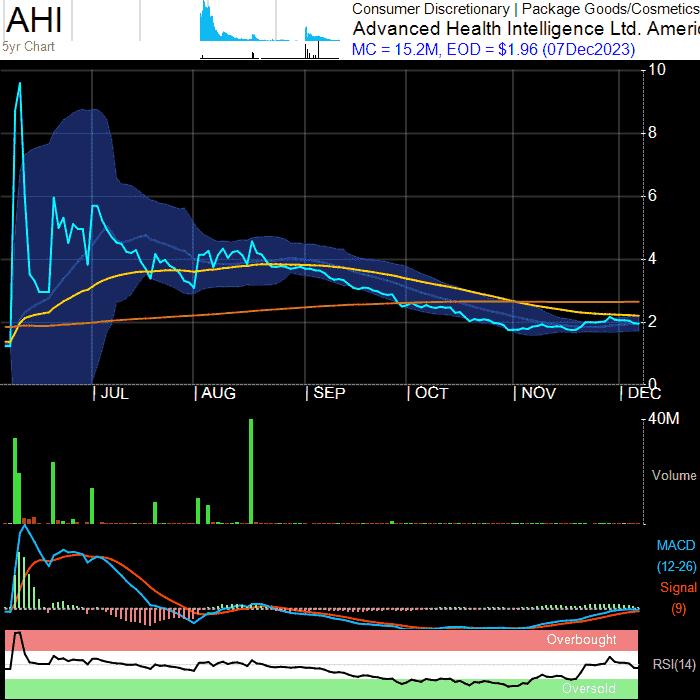 AHI
5yr Chart
Consumer Discretionary | Package Goods/Cosmetics
Advanced Health Intelligence Ltd. Ameri
MC = 15.2M, EOD = $1.96 (07Dec2023)
10
8
6
4
2
0
JUL
AUG
SEP
OCT
NOV
DEC
40M
Volume
MACD
(12-26)
Signal
(9)
Overbought
RSI(14)
Oversold